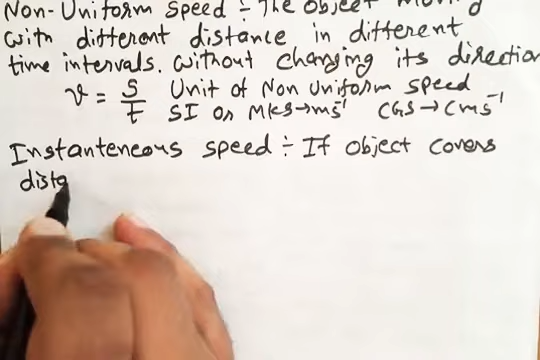 Non-Uniform Speed ÷ The object moving
with different distance in different
time intervals. without changing its direction
v = S/t Unit of Non Uniform speed
SI or MKS→ms⁻¹ CGS→Cms⁻¹
Instanteneous speed ÷ If object covers
dista